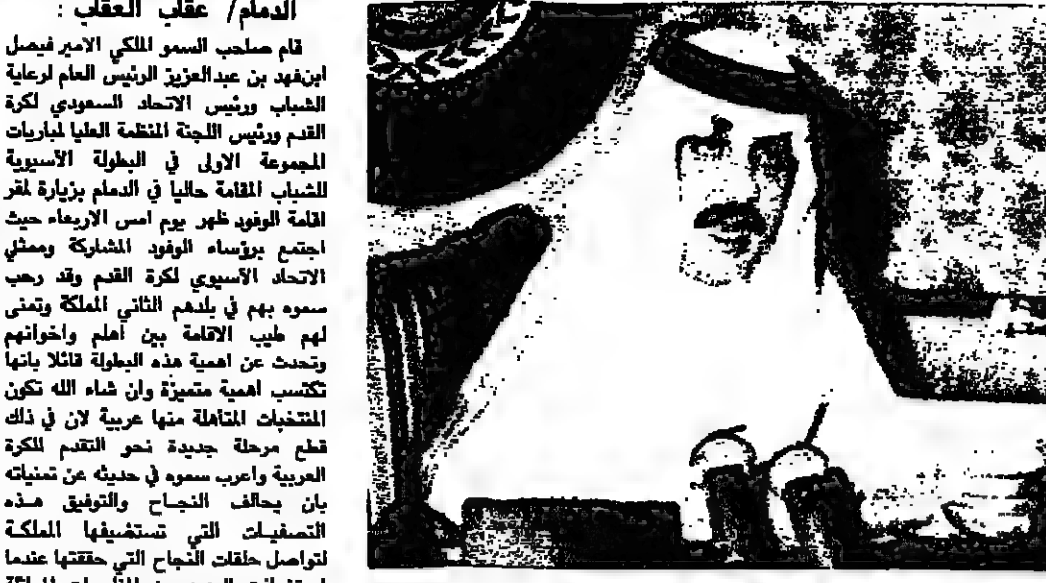 الدمام/ عقاب العقاب :
قام صاحب السمو الملكي الامير فيصل
ابن فهد بن عبدالعزيز الرئيس العام لرعاية
الشباب ورئيس الاتحاد السعودي لكرة
القدم ورئيس اللجنة المنظمة العليا لمباريات
المجموعة الاولى في البطولة الآسيوية
للشباب المقامة حاليا في الدمام بزيارة لمقر
اقامة الوفود ظهر يوم امس الاربعاء حيث
اجتمع برؤساء الوفود المشاركة وممثلي
الاتحاد الآسيوي لكرة القدم وقد رحب
سموه بهم في بلدهم الثاني المملكة وتمنى
لهم طيب الاقامة بين اهلم واخوانهم
وتحدث عن اهمية هذه البطولة قائلا بانها
تكتسب اهمية متميزة وان شاء الله تكون
المنتخبات المتأهلة منها عربية لان في ذلك
قطع مرحلة جديدة نحو التقدم للكرة
العربية واعرب سموه في حديثه عن تمنياته
بان يحالف النجاح والتوفيق هذه
التصفيات التي تستضيفها المملكة
لتواصل حلقات النجاح التي حققتها عندما